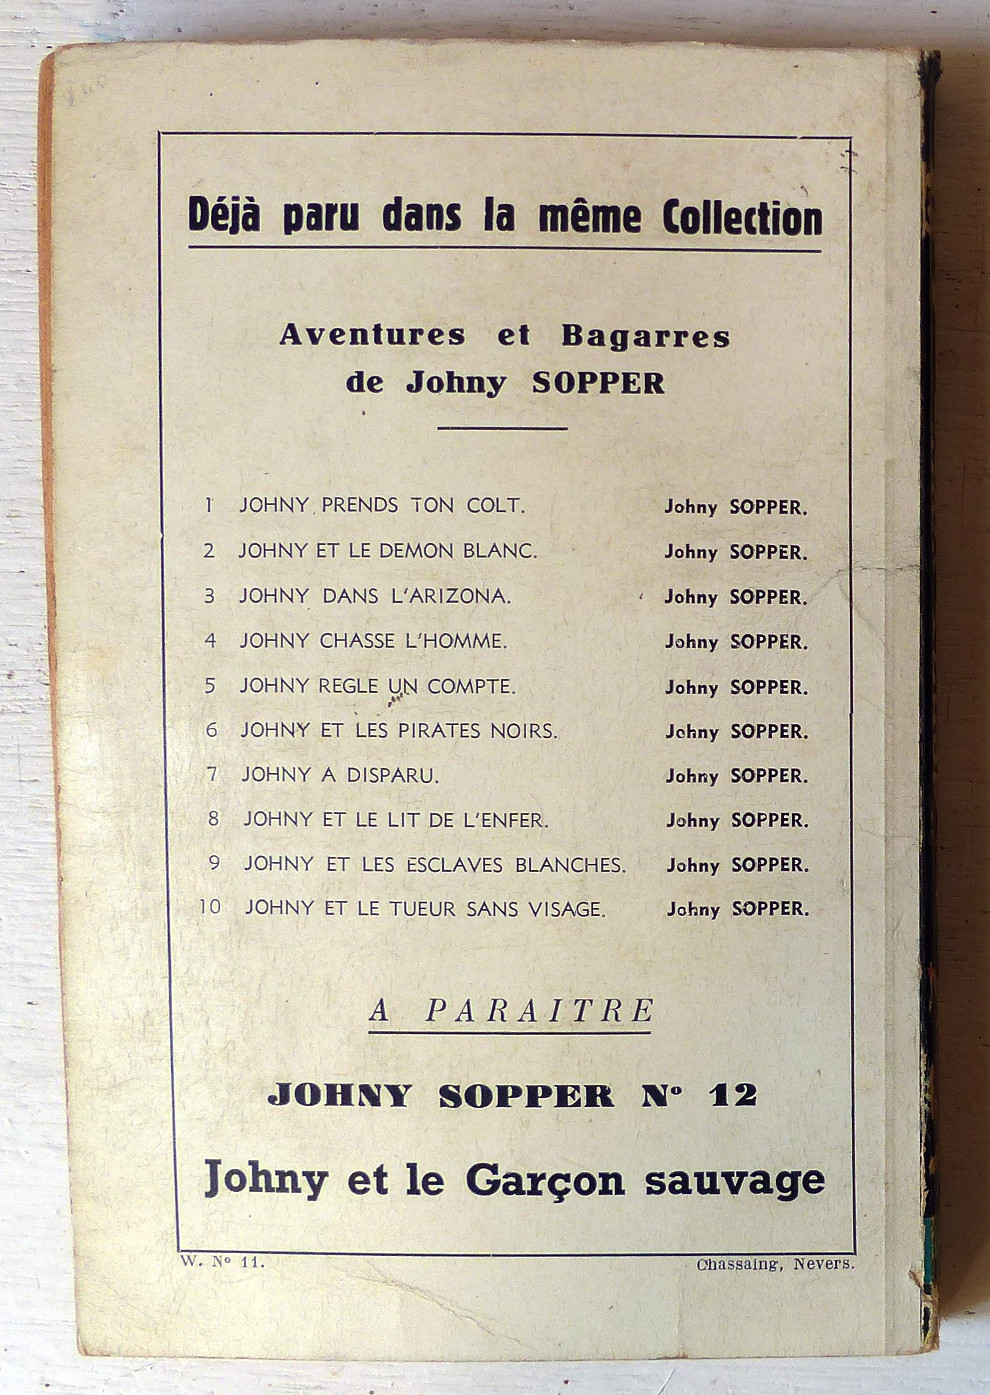 Déjà paru dans la même Collection
Aventures et Bagarres
de Johny SOPPER
1 JOHNY PRENDS TON COLT. Johny SOPPER.
2 JOHNY ET LE DEMON BLANC. Johny SOPPER.
3 JOHNY DANS L'ARIZONA. Johny SOPPER.
4 JOHNY CHASSE L'HOMME. Johny SOPPER.
5 JOHNY REGLE UN COMPTE. Johny SOPPER.
6 JOHNY ET LES PIRATES NOIRS. Johny SOPPER.
7 JOHNY A DISPARU. Johny SOPPER.
8 JOHNY ET LE LIT DE L'ENFER. Johny SOPPER.
9 JOHNY ET LES ESCLAVES BLANCHES. Johny SOPPER.
10 JOHNY ET LE TUEUR SANS VISAGE. Johny SOPPER.
A PARAITRE
JOHNY SOPPER Nº 12
Johny et le Garçon sauvage
W. Nº 11. Chassaing, Nevers.